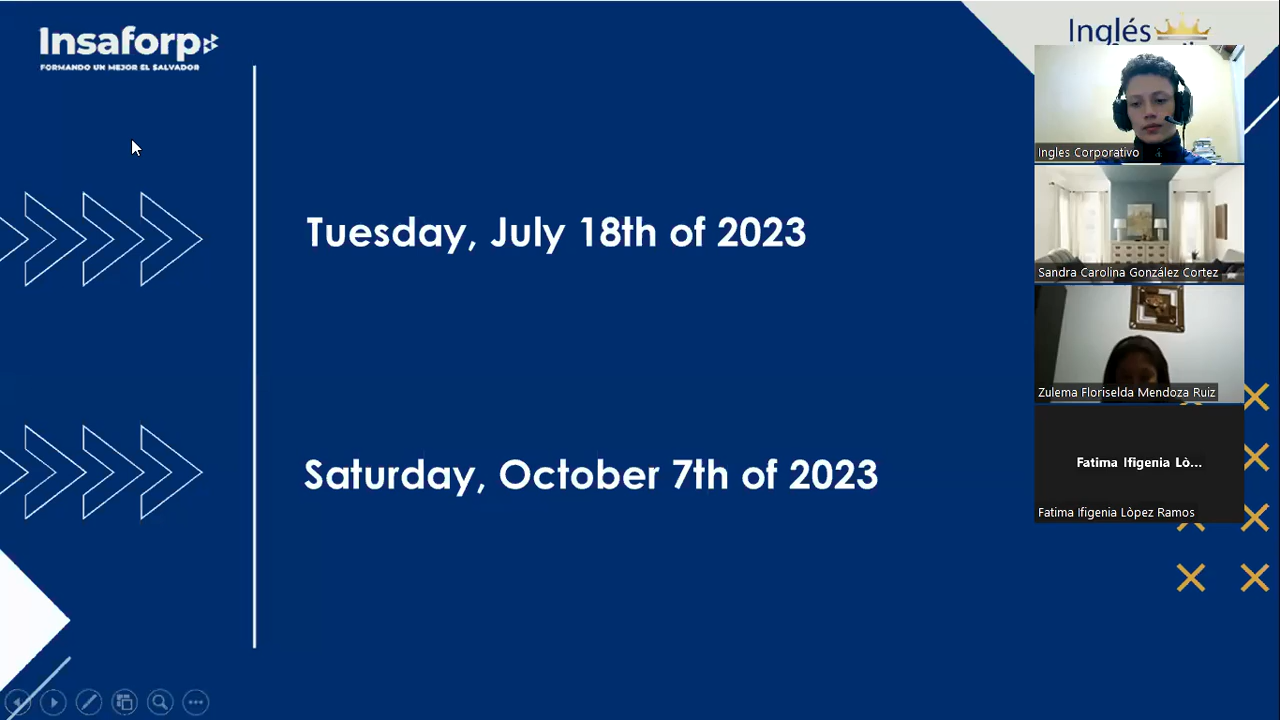 Insaforp
FORMANDO UN MEJOR EL SALVADOR
Inglés
Tuesday, July 18th of 2023
Saturday, October 7th of 2023
Ingles Corporativo
Sandra Carolina González Cortez
Zulema Floriselda Mendoza Ruiz
Fatima Ifigenia Lò...
Fatima Ifigenia Lòpez Ramos